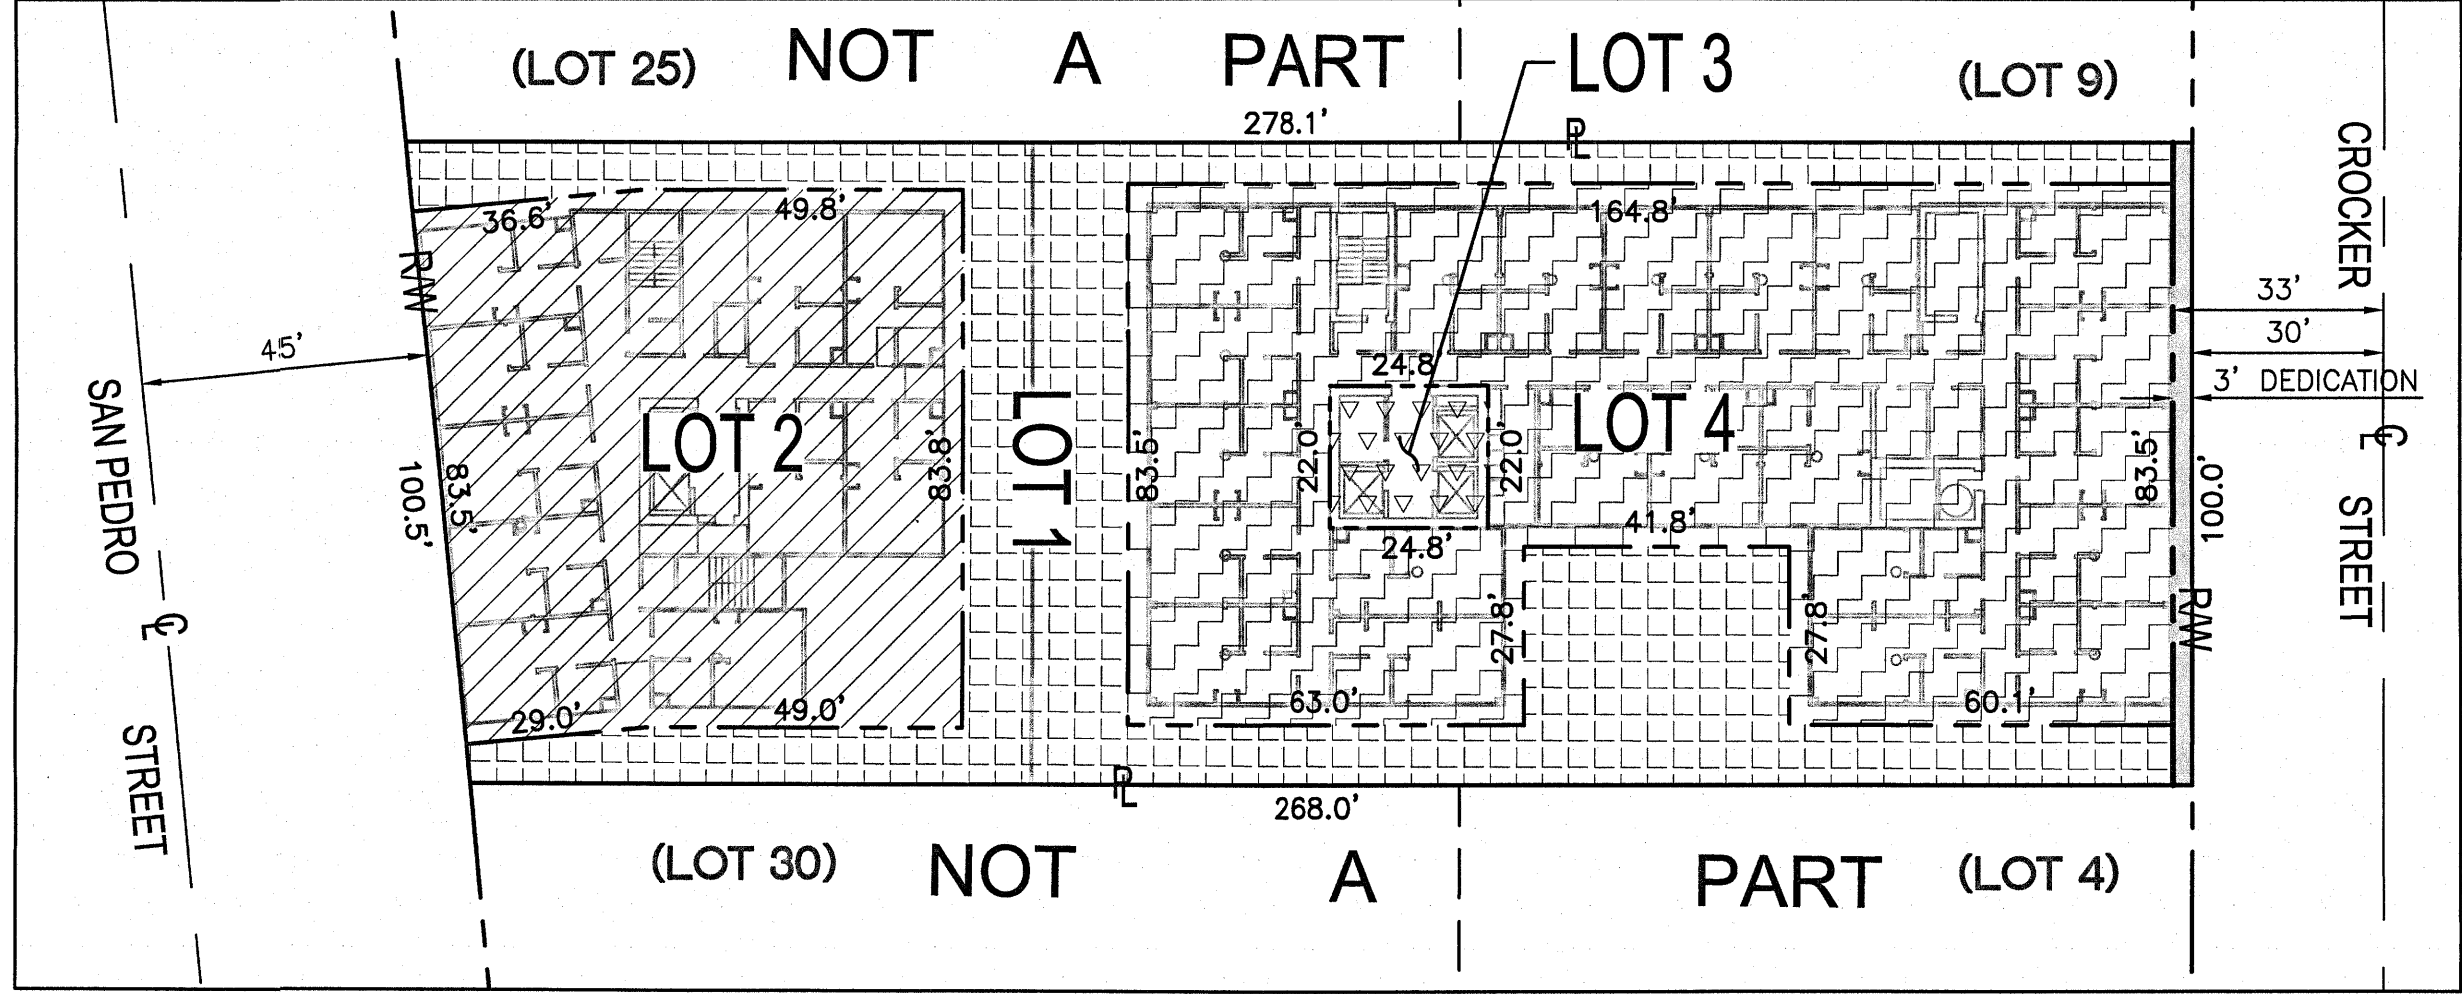 (LOT 25) NOT A PART LOT 3 (LOT 9)
278.1'
PL
36.6' 49.8' 164.8'
R/W
CROCKER
33'
30'
3' DEDICATION
45'
24.8'
SAN PEDRO
CL
STREET
LOT 2
LOT 1
LOT 4
100.5'
83.5'
83.8'
83.5'
22.0'
22.0'
83.5'
100.0'
CL
STREET
41.8'
24.8'
27.8'
27.8'
R/W
29.0' 49.0' 63.0' 60.1'
PL
268.0'
(LOT 30) NOT A PART (LOT 4)